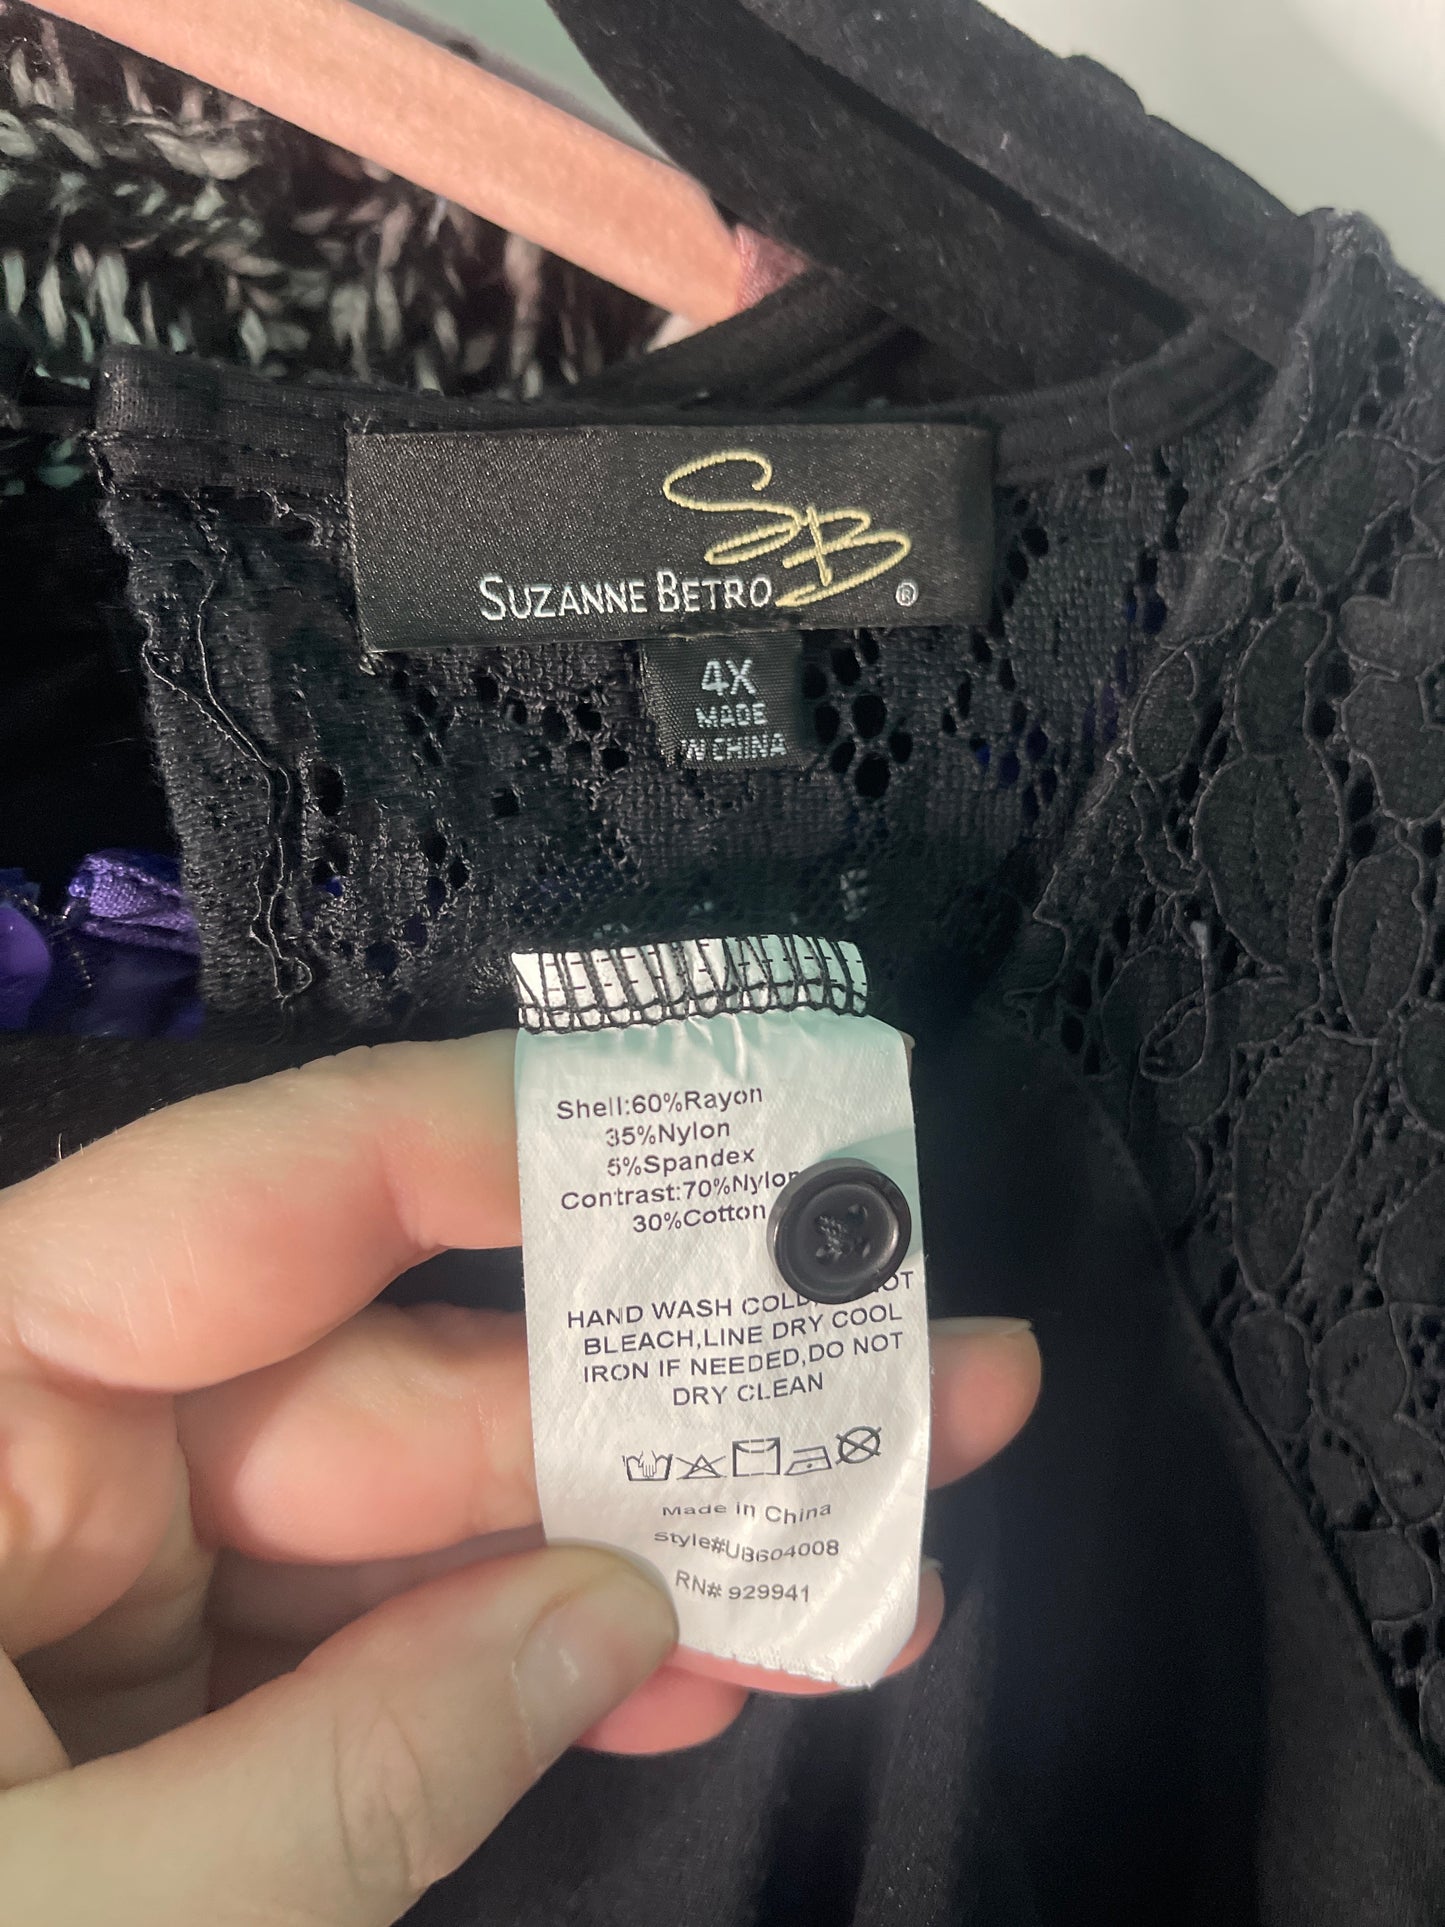 SB
SUZANNE BETRO ®
4X
MADE
IN CHINA
Shell:60%Rayon
35%Nylon
5%Spandex
Contrast:70%Nylon
30%Cotton
HAND WASH COLD, NOT
BLEACH,LINE DRY COOL
IRON IF NEEDED,DO NOT
DRY CLEAN
Made in China
Style#UB604008
RN# 929941